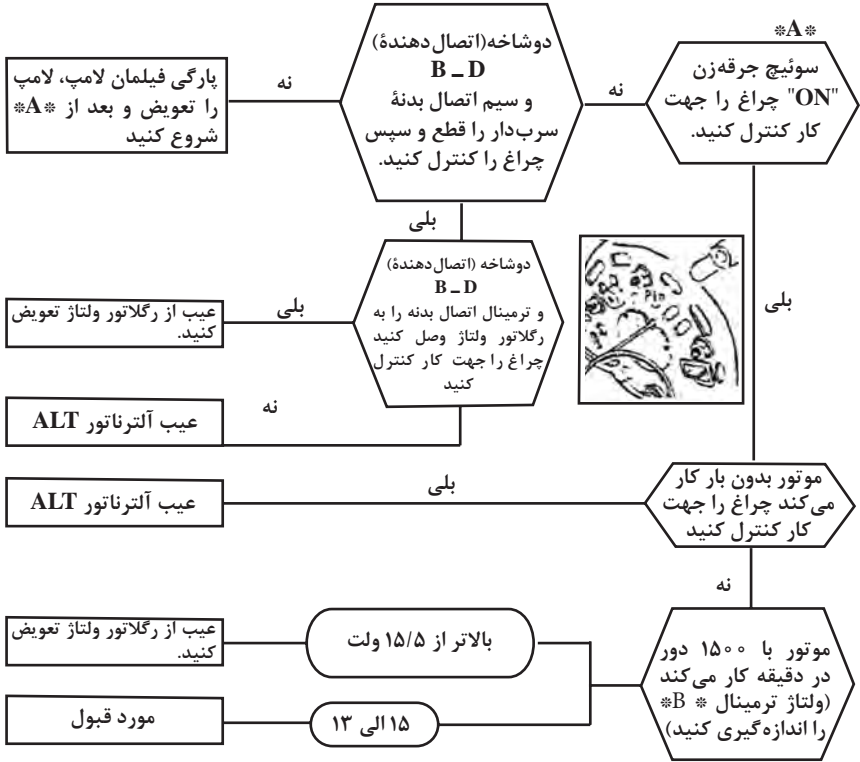 *A*
سوئیچ جرقه‌زن
"ON" چراغ را جهت
کار کنترل کنید.
نه
دوشاخه(اتصال‌دهندهٔ)
B – D
و سیم اتصال بدنهٔ
سرب‌دار را قطع و سپس
چراغ را کنترل کنید.
نه
پارگی فیلمان لامپ، لامپ
را تعویض و بعد از *A*
شروع کنید
بلی
دوشاخه (اتصال‌دهندهٔ)
B – D
و ترمینال اتصال بدنه را به
رگلاتور ولتاژ وصل کنید
چراغ را جهت کار کنترل
کنید
بلی
عیب از رگلاتور ولتاژ تعویض
کنید.
نه
عیب آلترناتور ALT
بلی
Pin
موتور بدون بار کار
می‌کند چراغ را جهت
کار کنترل کنید
بلی
عیب آلترناتور ALT
نه
موتور با ۱۵۰۰ دور
در دقیقه کار می‌کند
(ولتاژ ترمینال * B*
را اندازه‌گیری کنید)
بالاتر از ۱۵/۵ ولت
عیب از رگلاتور ولتاژ تعویض
کنید.
۱۵ الی ۱۳
مورد قبول